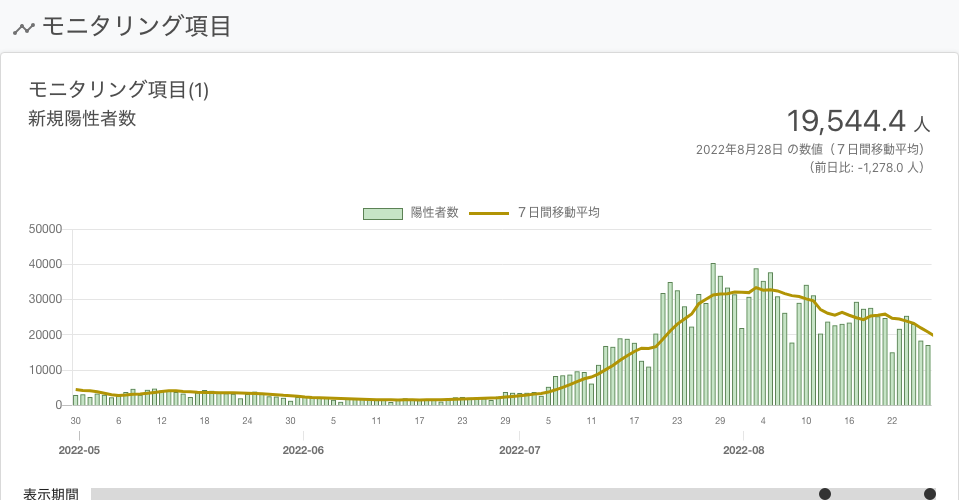 モニタリング項目
モニタリング項目(1)
新規陽性者数
19,544.4 人
2022年8月28日 の数値（７日間移動平均）
（前日比: -1,278.0 人）
陽性者数 ７日間移動平均
50000
40000
30000
20000
10000
0
30 6 12 18 24 30 5 11 17 23 29 5 11 17 23 29 4 10 16 22
2022-05 2022-06 2022-07 2022-08
表示期間